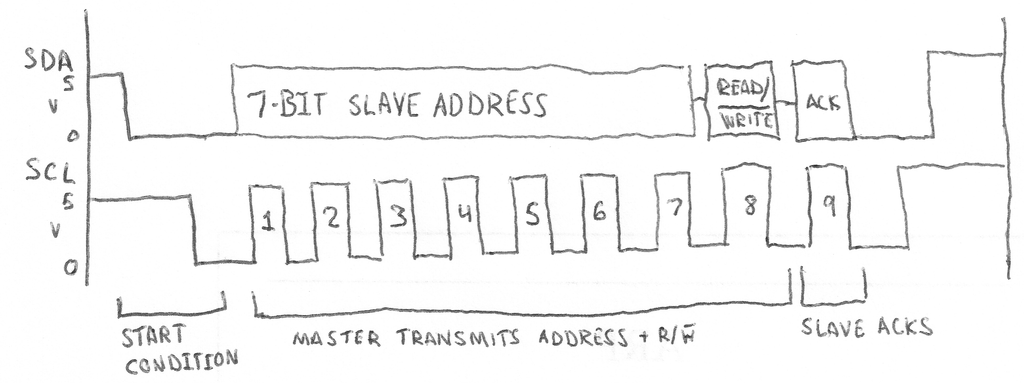 SDA
5
V
0
7-BIT SLAVE ADDRESS
READ/
WRITE
ACK
SCL
5
V
0
1 2 3 4 5 6 7 8 9
START
CONDITION
MASTER TRANSMITS ADDRESS + R/W̅
SLAVE ACKS